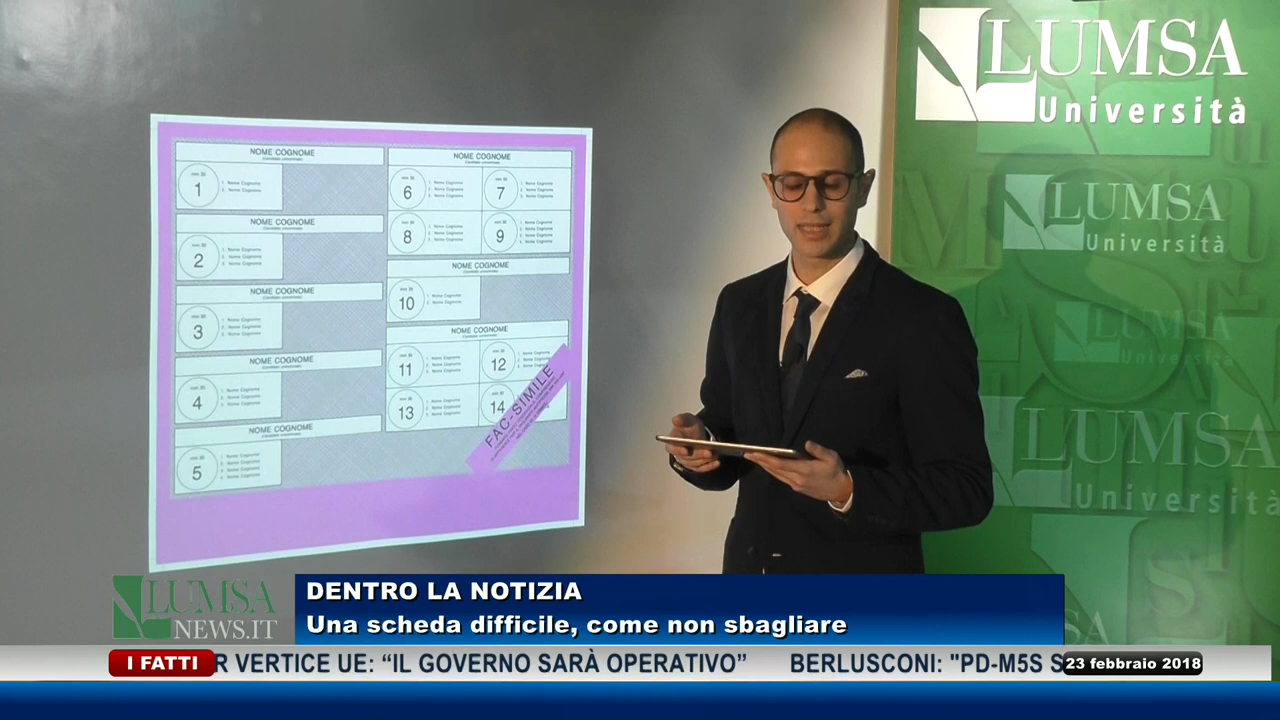 LUMSA
Università
LUMSA
Università
LUMSA
Università
LUMSA
Università
NOME COGNOME
1
NOME COGNOME
2
NOME COGNOME
3
NOME COGNOME
4
NOME COGNOME
5
NOME COGNOME
6
7
8
9
NOME COGNOME
10
NOME COGNOME
11
12
13
14
FAC-SIMILE
LUMSA
NEWS.IT
DENTRO LA NOTIZIA
Una scheda difficile, come non sbagliare
I FATTI
R VERTICE UE: “IL GOVERNO SARÀ OPERATIVO” BERLUSCONI: "PD-M5S S
23 febbraio 2018